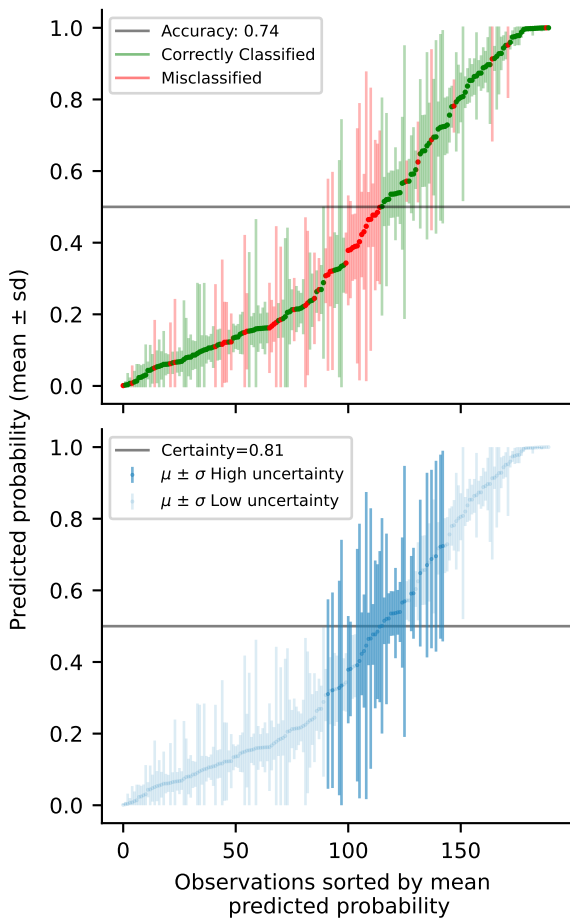 Predicted probability (mean ± sd)
1.0
0.8
0.6
0.4
0.2
0.0
Accuracy: 0.74
Correctly Classified
Misclassified
1.0
0.8
0.6
0.4
0.2
0.0
Certainty=0.81
μ ± σ High uncertainty
μ ± σ Low uncertainty
0
50
100
150
Observations sorted by mean
predicted probability